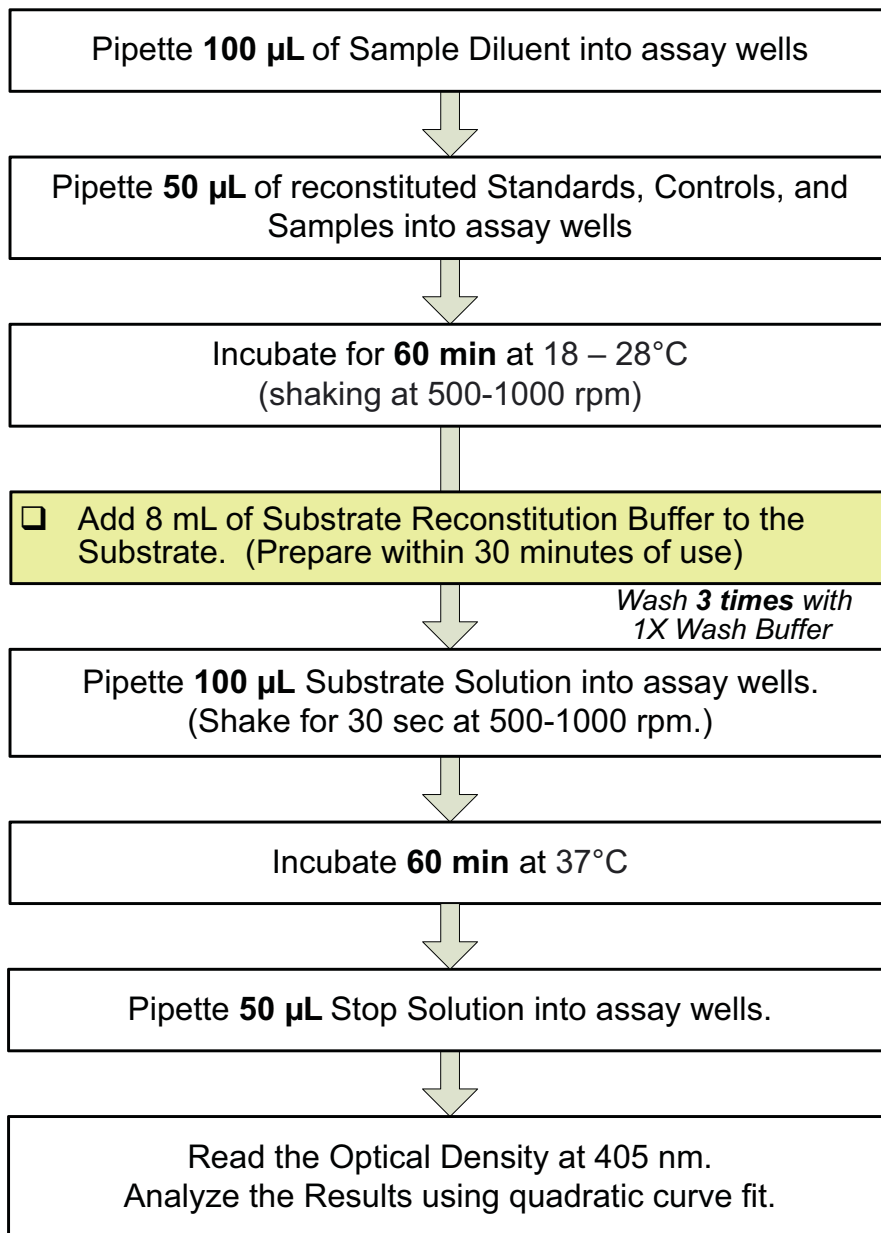 Pipette 100 µL of Sample Diluent into assay wells
Pipette 50 µL of reconstituted Standards, Controls, and
Samples into assay wells
Incubate for 60 min at 18 – 28°C
(shaking at 500-1000 rpm)
❑ Add 8 mL of Substrate Reconstitution Buffer to the
Substrate. (Prepare within 30 minutes of use)
Wash 3 times with
1X Wash Buffer
Pipette 100 µL Substrate Solution into assay wells.
(Shake for 30 sec at 500-1000 rpm.)
Incubate 60 min at 37°C
Pipette 50 µL Stop Solution into assay wells.
Read the Optical Density at 405 nm.
Analyze the Results using quadratic curve fit.